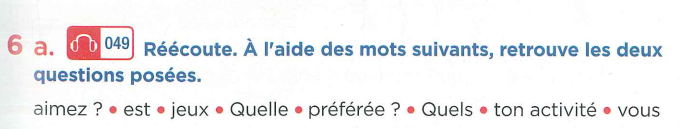 6 a. 049 Réécoute. À l'aide des mots suivants, retrouve les deux
questions posées.
aimez ? • est • jeux • Quelle • préférée ? • Quels • ton activité • vous